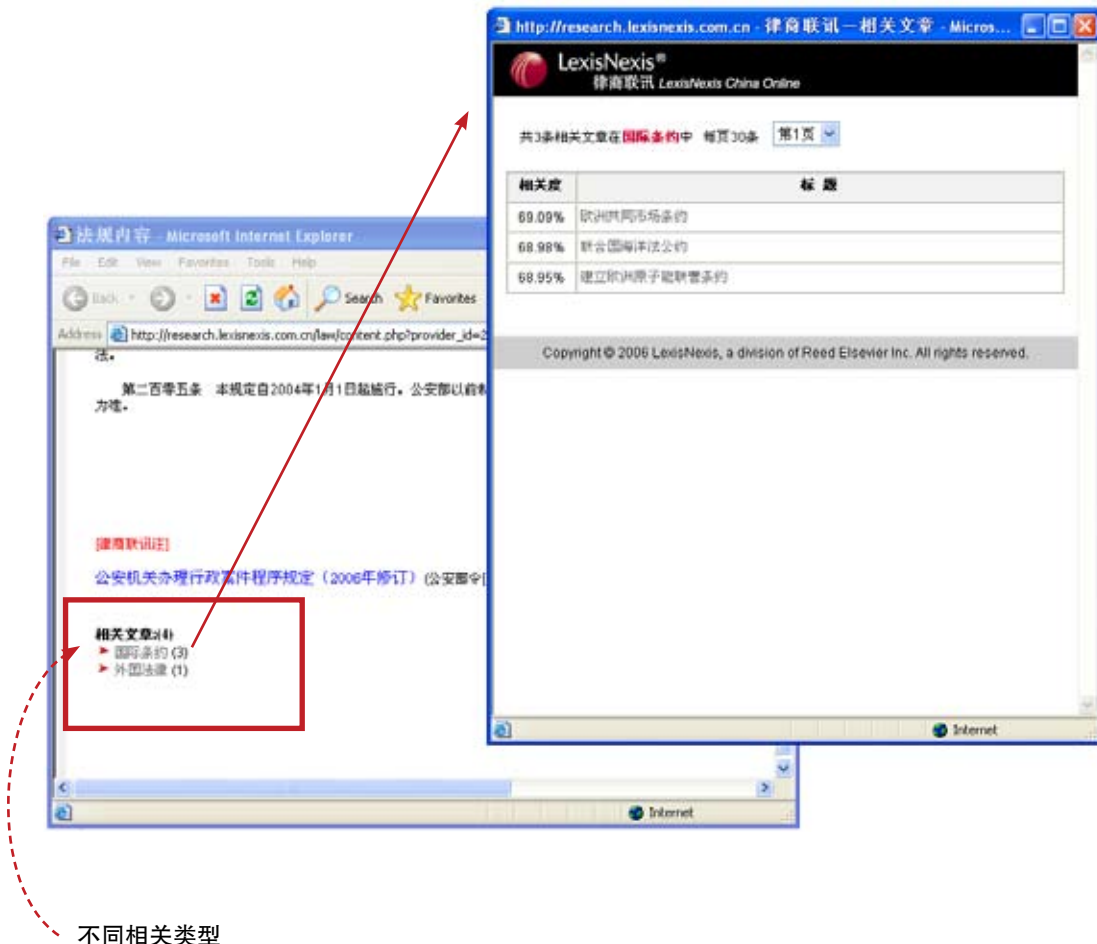 http://research.lexisnexis.com.cn - 律商联讯－相关文章 - Micros...
LexisNexis®
律商联讯 LexisNexis China Online
共3条相关文章在国际条约中 每页30条 第1页
相关度 标 题
69.09% 欧洲共同市场条约
68.98% 联合国海洋法公约
68.95% 建立欧洲原子能联营条约
Copyright © 2006 LexisNexis, a division of Reed Elsevier Inc. All rights reserved.
Internet
法规内容 - Microsoft Internet Explorer
File Edit View Favorites Tools Help
Back Search Favorites
Address http://research.lexisnexis.com.cn/law/content.php?provider_id=2
法。
第二百零五条 本规定自2004年1月1日起施行。公安部以前制
为准。
[律商联讯注]
公安机关办理行政案件程序规定（2006年修订）(公安部令[
相关文章:(4)
国际条约 (3)
外国法律 (1)
Internet
不同相关类型